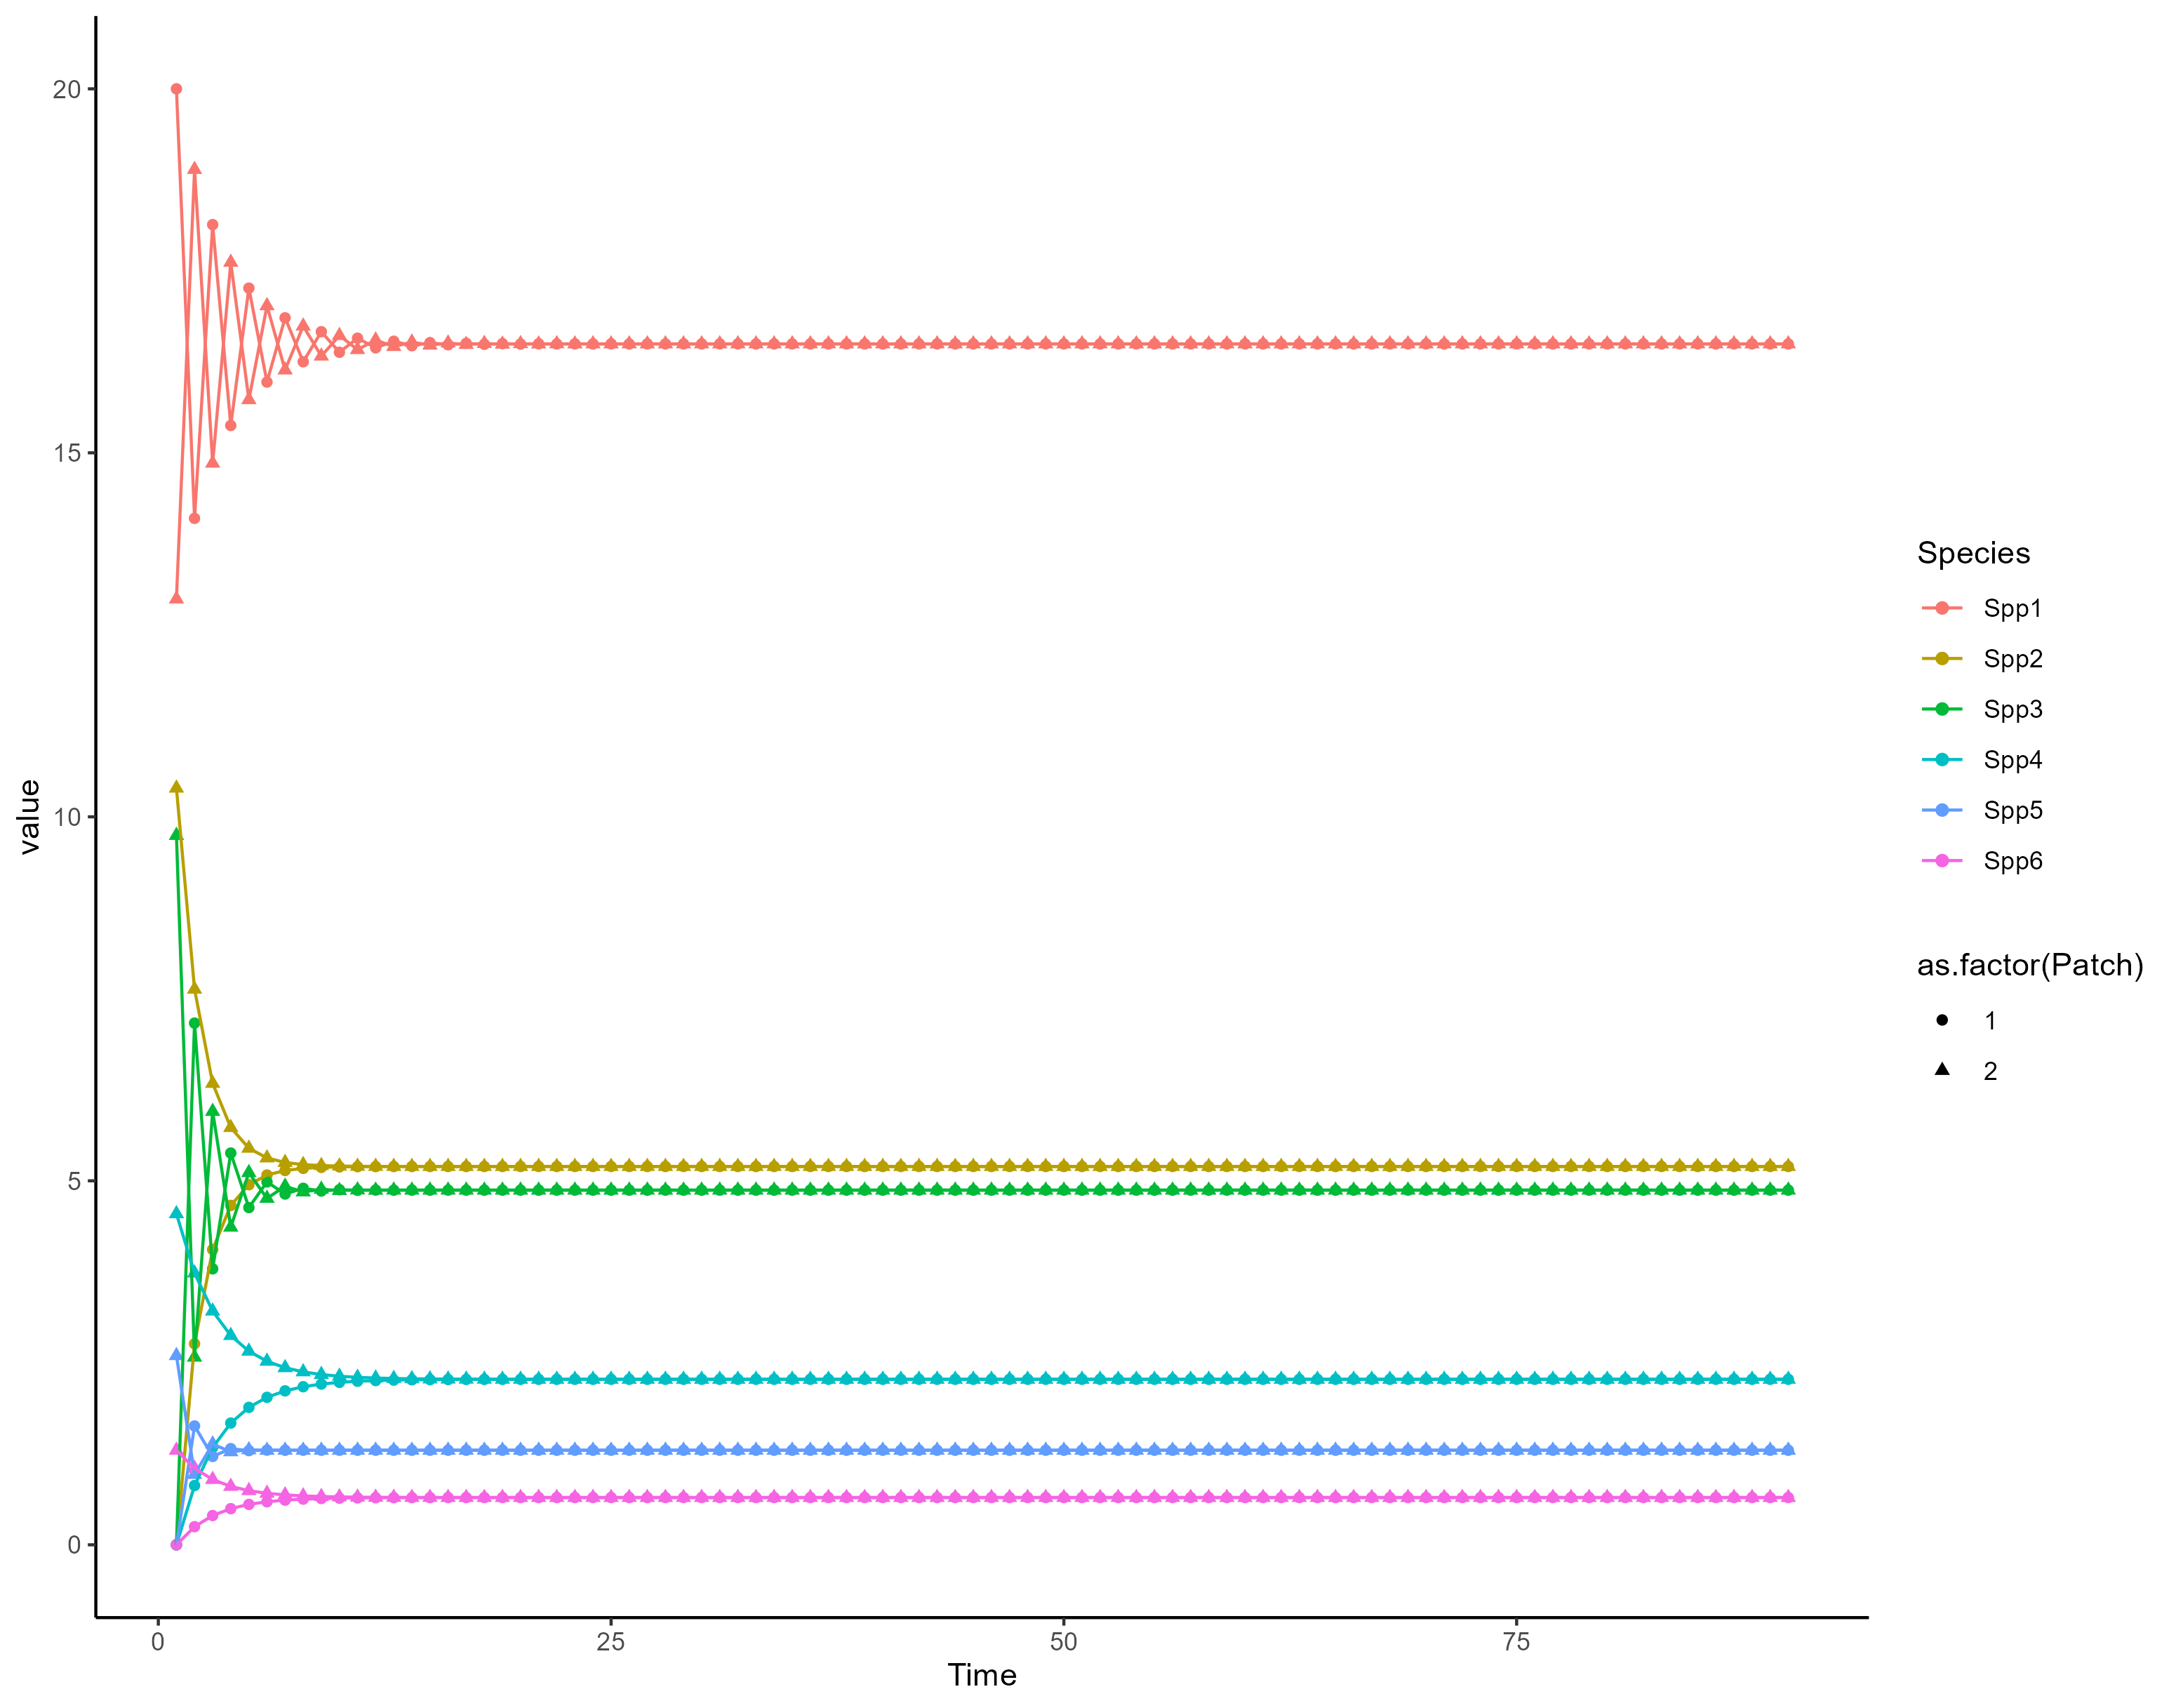 20
15
10
5
0
value
0 25 50 75
Time
Species
Spp1
Spp2
Spp3
Spp4
Spp5
Spp6
as.factor(Patch)
1
2